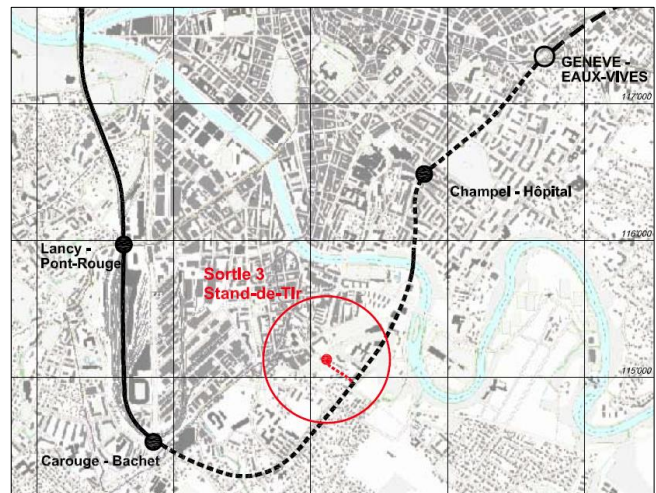 GENEVE -
EAUX-VIVES
117'000
Champel - Hôpital
116'000
Lancy -
Pont-Rouge
Sortie 3
Stand-de-Tir
115'000
Carouge - Bachet